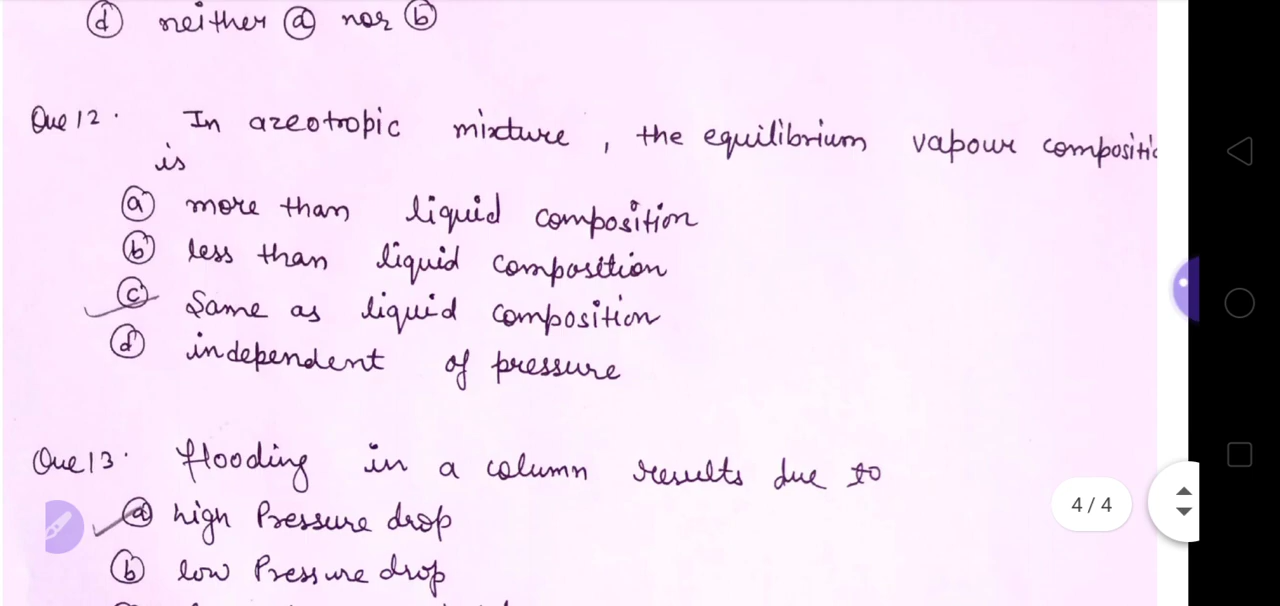 (d) neither (a) nor (b)
Que 12. In azeotropic mixture, the equilibrium vapour
is
(a) more than liquid composition
(b) less than liquid composition
(c) Same as liquid composition
(d) independent of pressure
Que 13. flooding in a column results due to
(a) high Pressure drop
4 / 4
(b) low Pressure drop